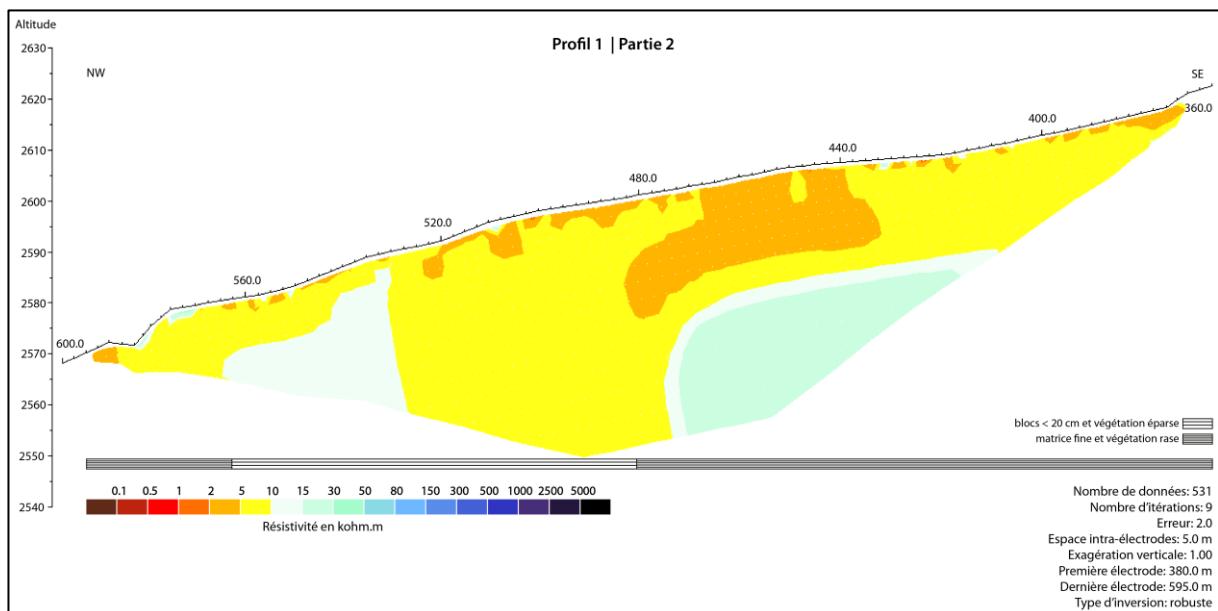 Altitude
2630
Profil 1 | Partie 2
NW
SE
2620
360.0
400.0
2610
440.0
480.0
2600
520.0
2590
560.0
2580
600.0
2570
2560
blocs < 20 cm et végétation éparse
matrice fine et végétation rase
2550
2540
0.1 0.5 1 2 5 10 15 30 50 80 150 300 500 1000 2500 5000
Résistivité en kohm.m
Nombre de données: 531
Nombre d'itérations: 9
Erreur: 2.0
Espace intra-électrodes: 5.0 m
Exagération verticale: 1.00
Première électrode: 380.0 m
Dernière électrode: 595.0 m
Type d'inversion: robuste